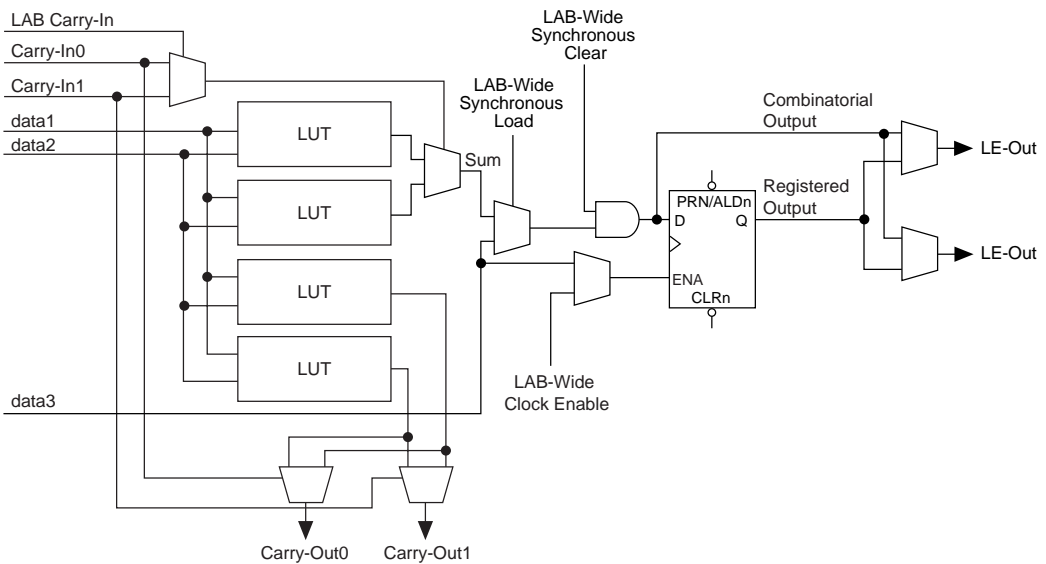 LAB Carry-In
Carry-In0
Carry-In1
data1
data2
LUT
LUT
LUT
LUT
data3
Carry-Out0
Carry-Out1
Sum
LAB-Wide
Synchronous
Load
LAB-Wide
Synchronous
Clear
LAB-Wide
Clock Enable
PRN/ALDn
D
Q
ENA
CLRn
Combinatorial
Output
Registered
Output
LE-Out
LE-Out